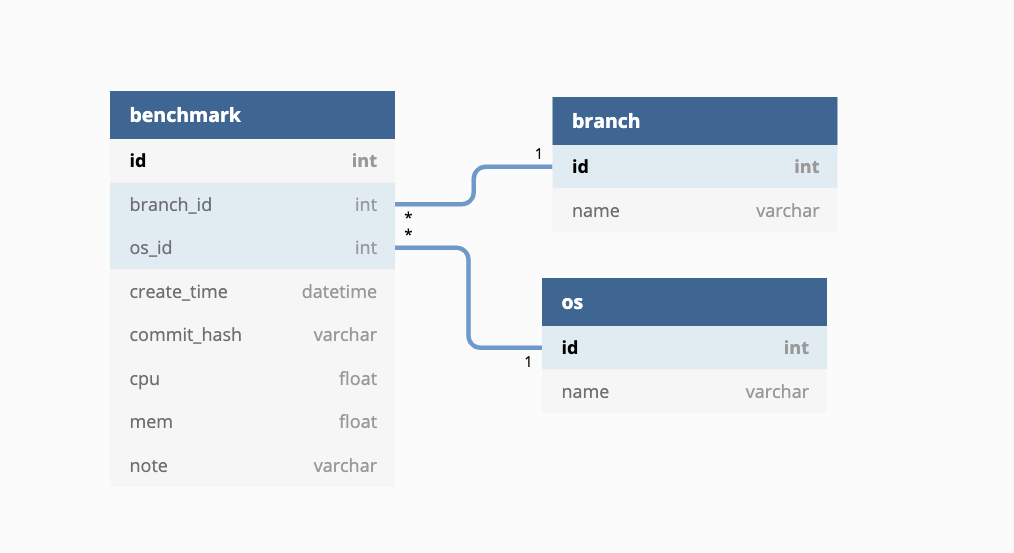 benchmark
id int
branch_id int
os_id int
create_time datetime
commit_hash varchar
cpu float
mem float
note varchar
*
*
1
branch
id int
name varchar
1
os
id int
name varchar